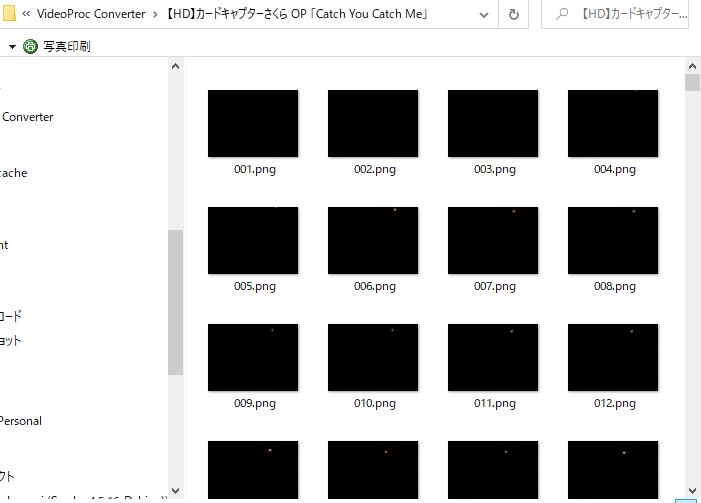 « VideoProc Converter > 【HD】カードキャプターさくら OP 「Catch You Catch Me」
【HD】カードキャプター...
写真印刷
Converter
cache
nt
ード
ョット
Personal
クト
001.png 002.png 003.png 004.png
005.png 006.png 007.png 008.png
009.png 010.png 011.png 012.png